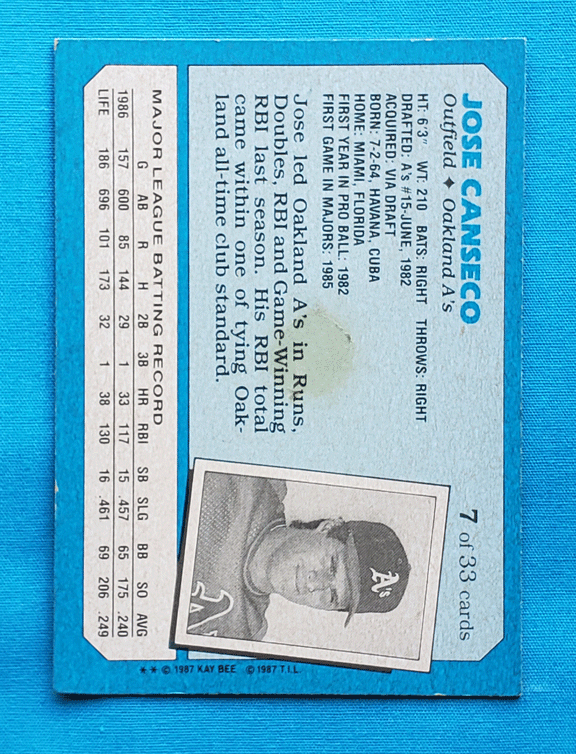 JOSE CANSECO
7 of 33 cards
Outfield ♦ Oakland A's
HT: 6'3" WT: 210 BATS: RIGHT THROWS: RIGHT
DRAFTED: A's #15-JUNE, 1982
ACQUIRED: VIA DRAFT
BORN: 7-2-64, HAVANA, CUBA
HOME: MIAMI, FLORIDA
FIRST YEAR IN PRO BALL: 1982
FIRST GAME IN MAJORS: 1985
Jose led Oakland A's in Runs,
Doubles, RBI and Game-Winning
RBI last season. His RBI total
came within one of tying Oak-
land all-time club standard.
A's
MAJOR LEAGUE BATTING RECORD
G AB R H 2B 3B HR RBI SB SLG BB SO AVG
1986 157 600 85 144 29 1 33 117 15 .457 65 175 .240
LIFE 186 696 101 173 32 1 38 130 16 .461 69 206 .249
** © 1987 KAY BEE © 1987 T.I.L.